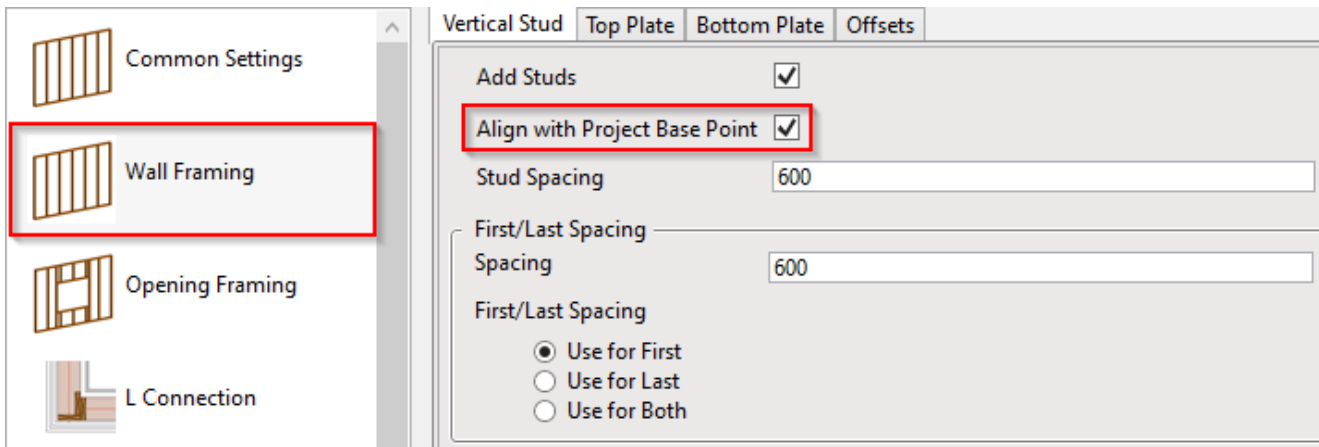 Common Settings
Wall Framing
Opening Framing
L Connection
Vertical Stud Top Plate Bottom Plate Offsets
Add Studs
Align with Project Base Point
Stud Spacing 600
First/Last Spacing
Spacing 600
First/Last Spacing
Use for First
Use for Last
Use for Both